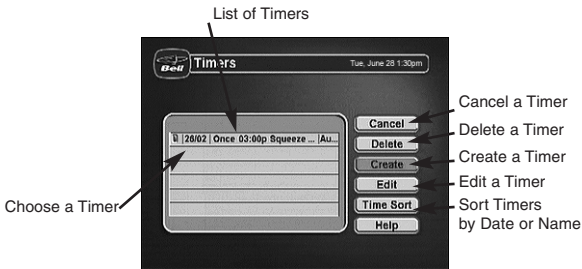 List of Timers
Bell
Timers
Tue, June 28 1:30pm
Cancel a Timer
Cancel
Delete a Timer
26/02 | Once 03:00p Squeeze ... |Au...
Delete
Create a Timer
Create
Edit a Timer
Edit
Choose a Timer
Time Sort
Sort Timers
by Date or Name
Help